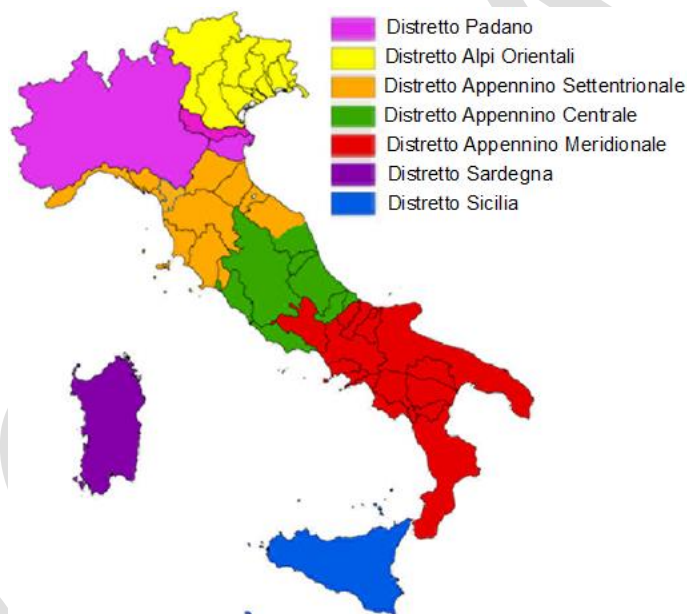 Distretto Padano
Distretto Alpi Orientali
Distretto Appennino Settentrionale
Distretto Appennino Centrale
Distretto Appennino Meridionale
Distretto Sardegna
Distretto Sicilia